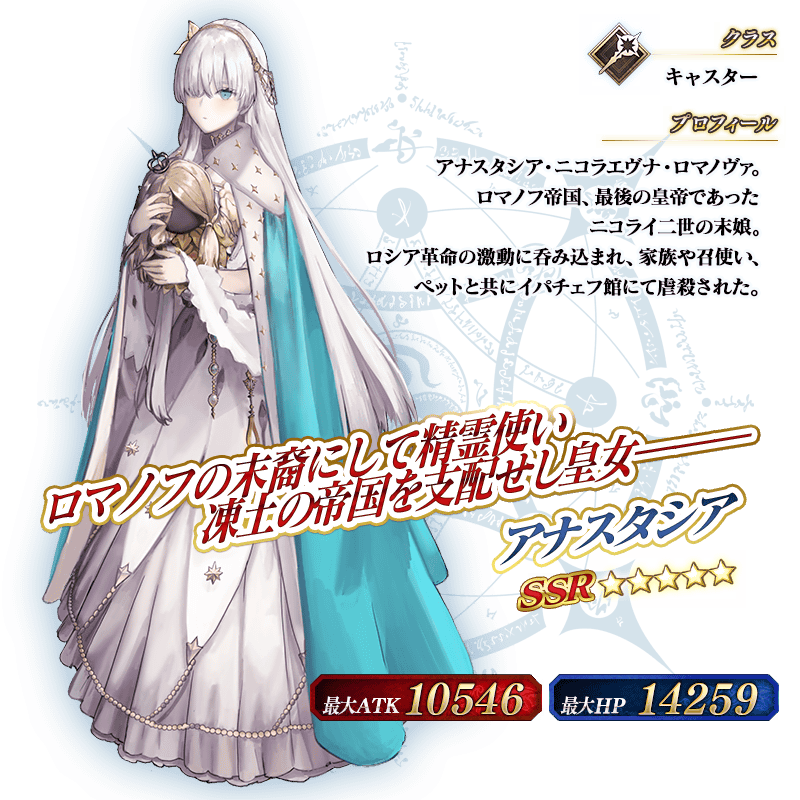 クラス
キャスター
プロフィール
アナスタシア・ニコラエヴナ・ロマノヴァ。
ロマノフ帝国、最後の皇帝であった
ニコライ二世の末娘。
ロシア革命の激動に呑み込まれ、家族や召使い、
ペットと共にイパチェフ館にて虐殺された。
ロマノフの末裔にして精霊使い
凍土の帝国を支配せし皇女――
アナスタシア
SSR ☆☆☆☆☆
最大ATK 10546
最大HP 14259